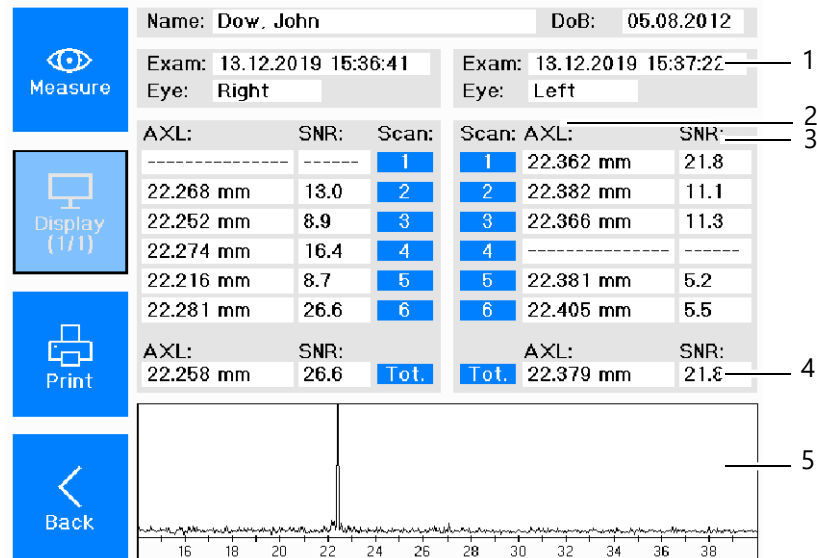 Name: Dow, John DoB: 05.08.2012
Measure
Exam: 13.12.2019 15:36:41 Exam: 13.12.2019 15:37:22 1
Eye: Right Eye: Left
2
AXL: SNR: Scan: Scan: AXL: SNR: 3
--------------- ------ 1 1 22.362 mm 21.8
22.268 mm 13.0 2 2 22.382 mm 11.1
22.252 mm 8.9 3 3 22.366 mm 11.3
22.274 mm 16.4 4 4 --------------- ------
22.216 mm 8.7 5 5 22.381 mm 5.2
22.281 mm 26.6 6 6 22.405 mm 5.5
Display
(1/1)
AXL: SNR: AXL: SNR:
22.258 mm 26.6 Tot. Tot. 22.379 mm 21.8 4
Print
5
Back
16 18 20 22 24 26 28 30 32 34 36 38